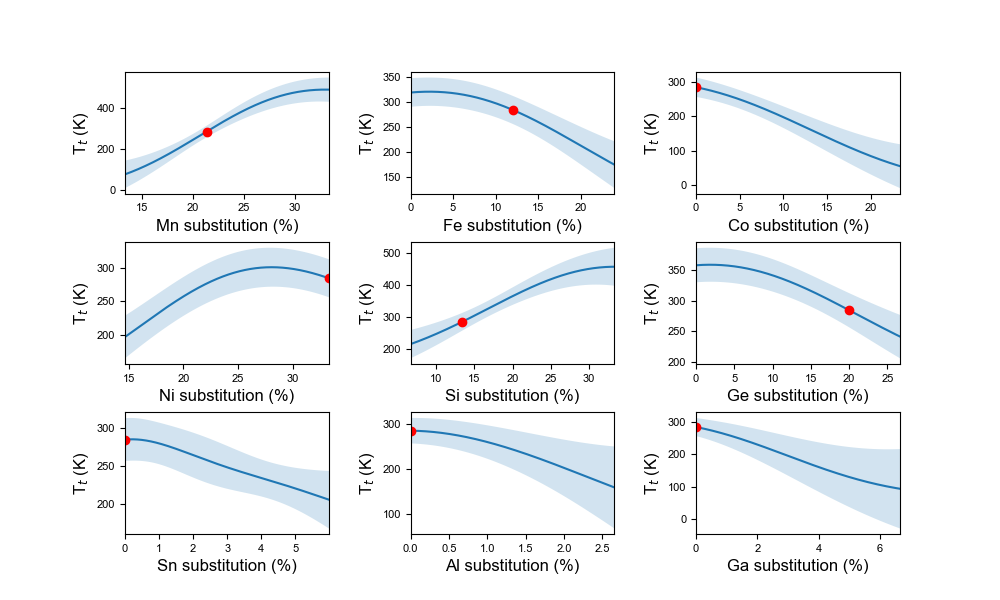 T_t (K)
400
200
0
15 20 25 30
Mn substitution (%)
T_t (K)
350
300
250
200
150
0 5 10 15 20
Fe substitution (%)
T_t (K)
300
200
100
0
0 5 10 15 20
Co substitution (%)
T_t (K)
300
250
200
15 20 25 30
Ni substitution (%)
T_t (K)
500
400
300
200
10 15 20 25 30
Si substitution (%)
T_t (K)
350
300
250
200
0 5 10 15 20 25
Ge substitution (%)
T_t (K)
300
250
200
0 1 2 3 4 5
Sn substitution (%)
T_t (K)
300
200
100
0.0 0.5 1.0 1.5 2.0 2.5
Al substitution (%)
T_t (K)
300
200
100
0
0 2 4 6
Ga substitution (%)